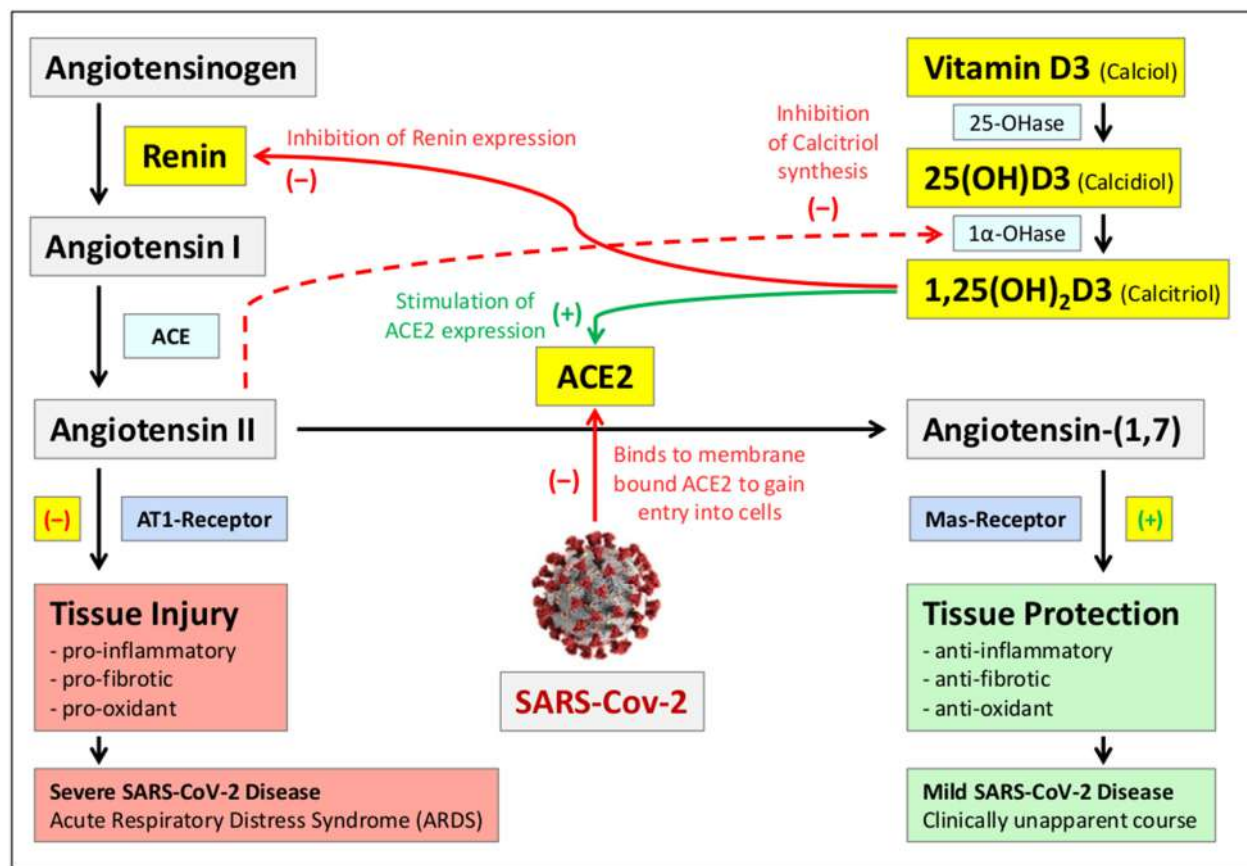 Angiotensinogen
Renin
Inhibition of Renin expression
(−)
Angiotensin I
ACE
Angiotensin II
(−)
AT1-Receptor
Tissue Injury
- pro-inflammatory
- pro-fibrotic
- pro-oxidant
Severe SARS-CoV-2 Disease
Acute Respiratory Distress Syndrome (ARDS)
Inhibition
of Calcitriol
synthesis
(−)
Stimulation of
ACE2 expression
(+)
ACE2
Binds to membrane
bound ACE2 to gain
entry into cells
(−)
SARS-Cov-2
Vitamin D3 (Calciol)
25-OHase
25(OH)D3 (Calcidiol)
1α-OHase
1,25(OH)₂D3 (Calcitriol)
Angiotensin-(1,7)
Mas-Receptor
(+)
Tissue Protection
- anti-inflammatory
- anti-fibrotic
- anti-oxidant
Mild SARS-CoV-2 Disease
Clinically unapparent course